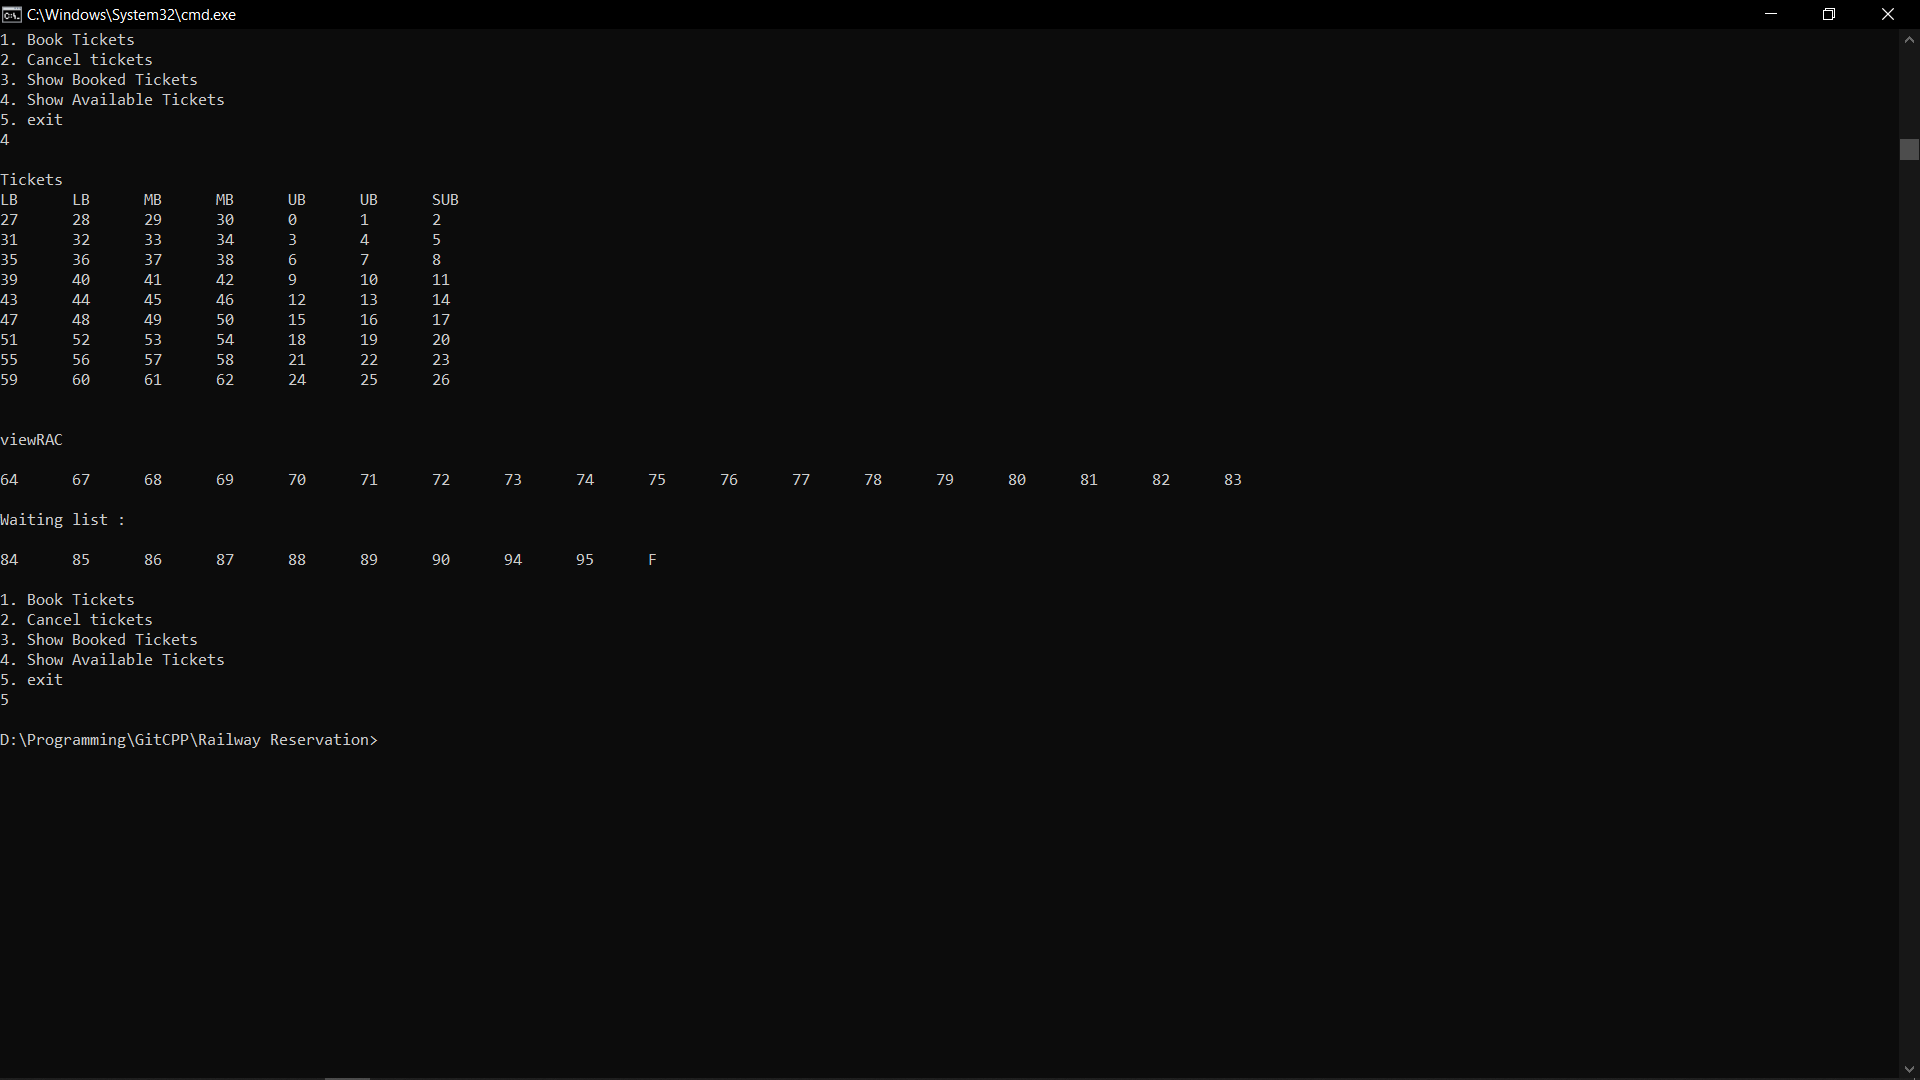 C:\Windows\System32\cmd.exe
1. Book Tickets
2. Cancel tickets
3. Show Booked Tickets
4. Show Available Tickets
5. exit
4
Tickets
LB LB MB MB UB UB SUB
27 28 29 30 0 1 2
31 32 33 34 3 4 5
35 36 37 38 6 7 8
39 40 41 42 9 10 11
43 44 45 46 12 13 14
47 48 49 50 15 16 17
51 52 53 54 18 19 20
55 56 57 58 21 22 23
59 60 61 62 24 25 26
viewRAC
64 67 68 69 70 71 72 73 74 75 76 77 78 79 80 81 82 83
Waiting list :
84 85 86 87 88 89 90 94 95 F
1. Book Tickets
2. Cancel tickets
3. Show Booked Tickets
4. Show Available Tickets
5. exit
5
D:\Programming\GitCPP\Railway Reservation>